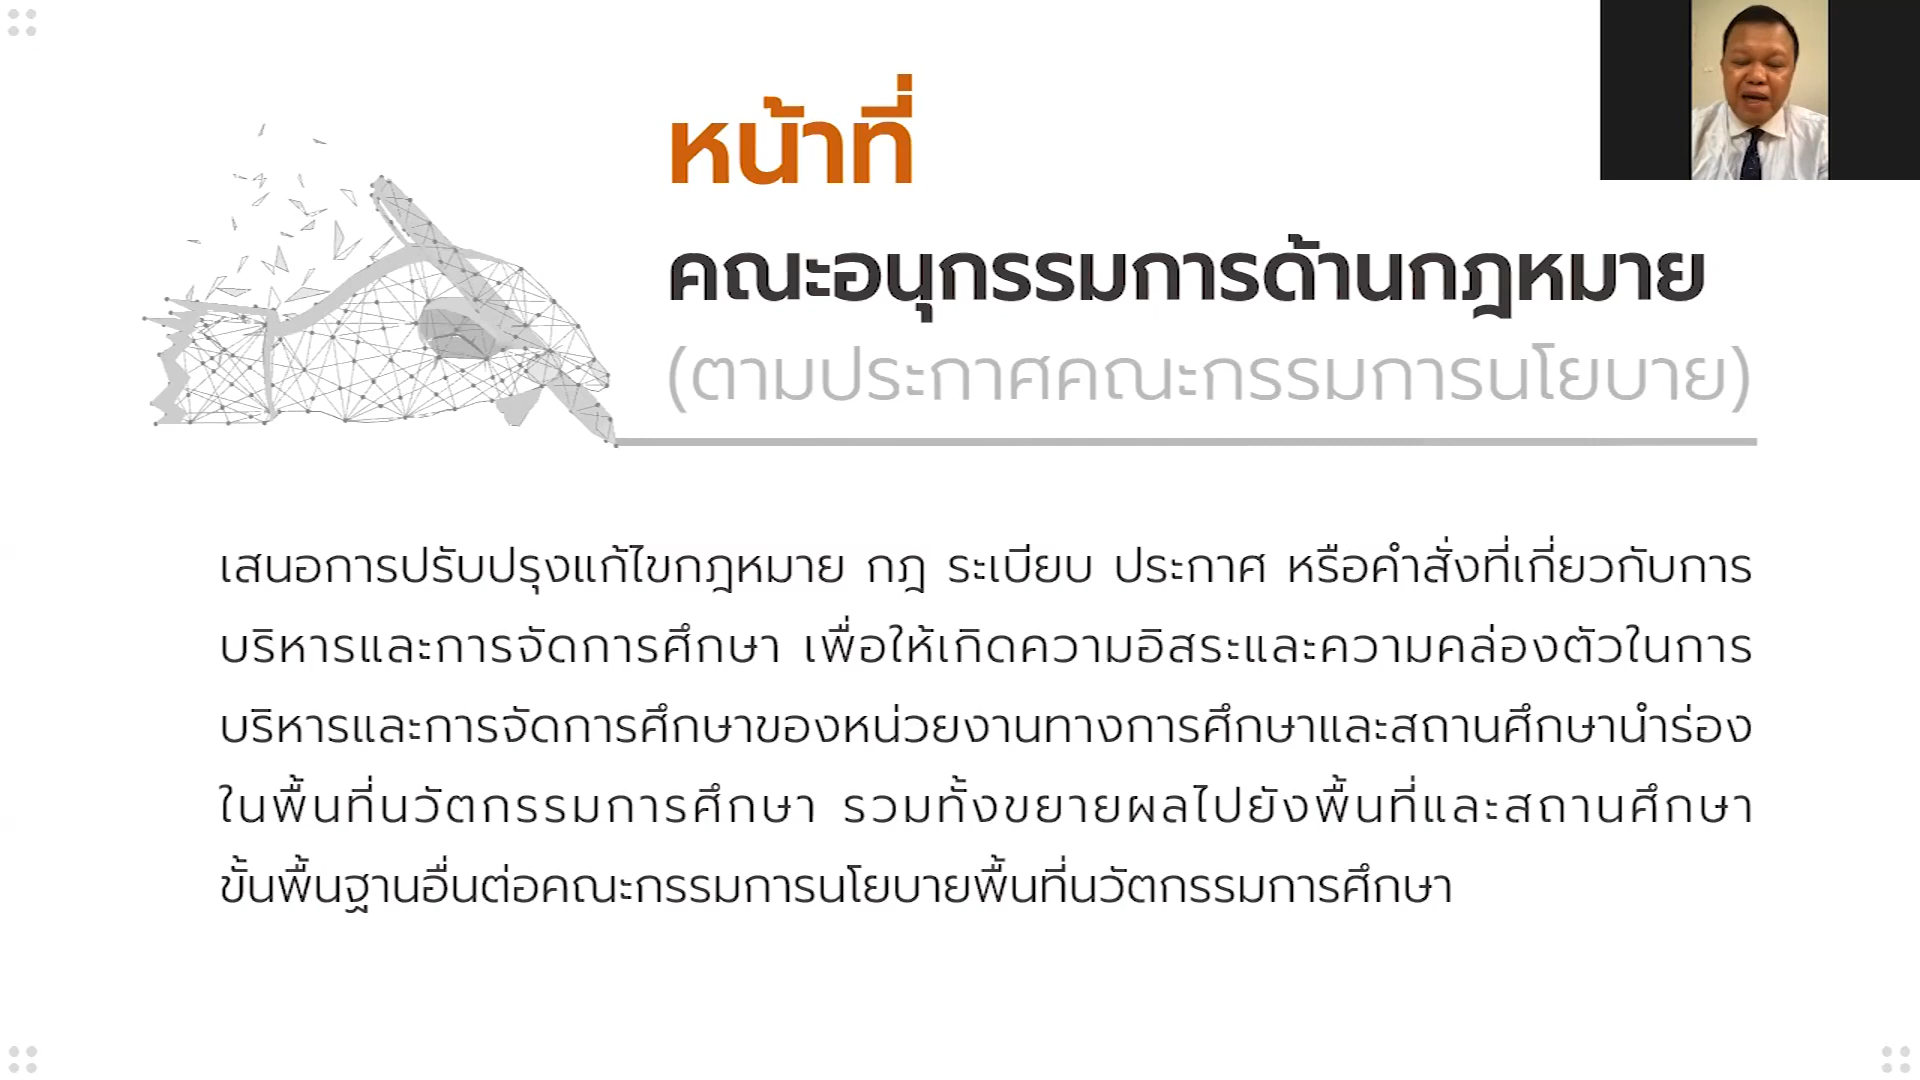 หน้าที่
คณะอนุกรรมการด้านกฎหมาย
(ตามประกาศคณะกรรมการนโยบาย)
เสนอการปรับปรุงแก้ไขกฎหมาย กฎ ระเบียบ ประกาศ หรือคำสั่งที่เกี่ยวกับการ
บริหารและการจัดการศึกษา เพื่อให้เกิดความอิสระและความคล่องตัวในการ
บริหารและการจัดการศึกษาของหน่วยงานทางการศึกษาและสถานศึกษานำร่อง
ในพื้นที่นวัตกรรมการศึกษา รวมทั้งขยายผลไปยังพื้นที่และสถานศึกษา
ขั้นพื้นฐานอื่นต่อคณะกรรมการนโยบายพื้นที่นวัตกรรมการศึกษา